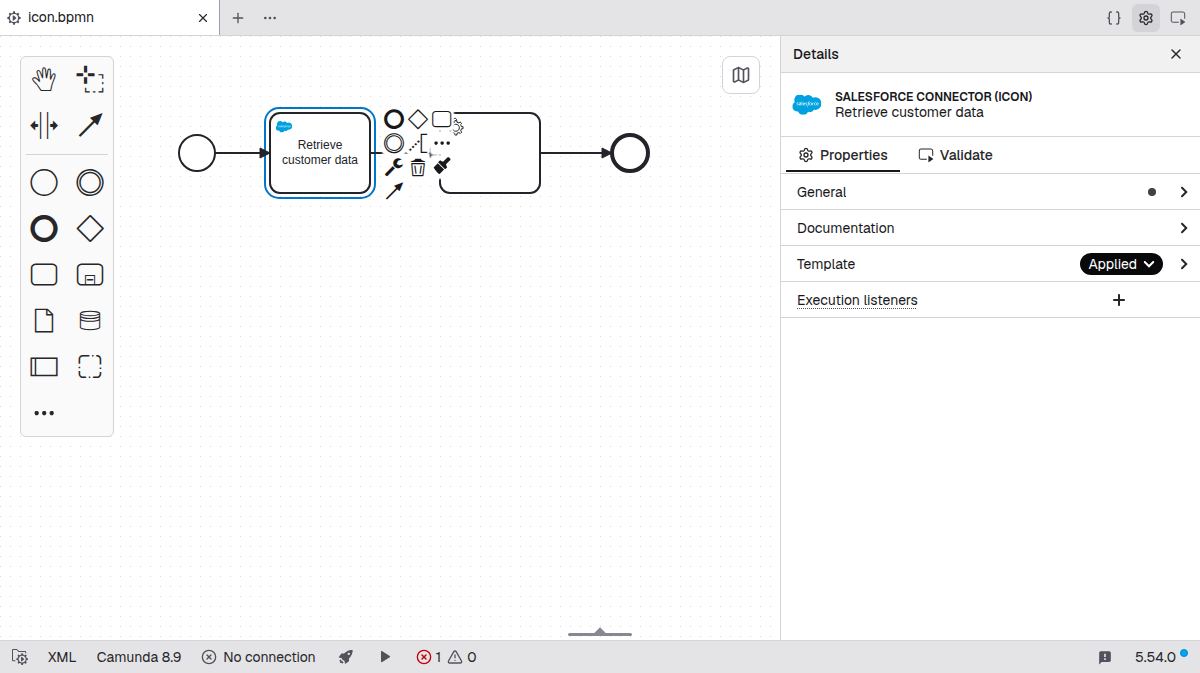 icon.bpmn
Details
SALESFORCE CONNECTOR (ICON)
Retrieve customer data
Properties
Validate
General
Documentation
Template
Applied
Execution listeners
Retrieve
customer data
XML
Camunda 8.9
No connection
1
0
5.54.0